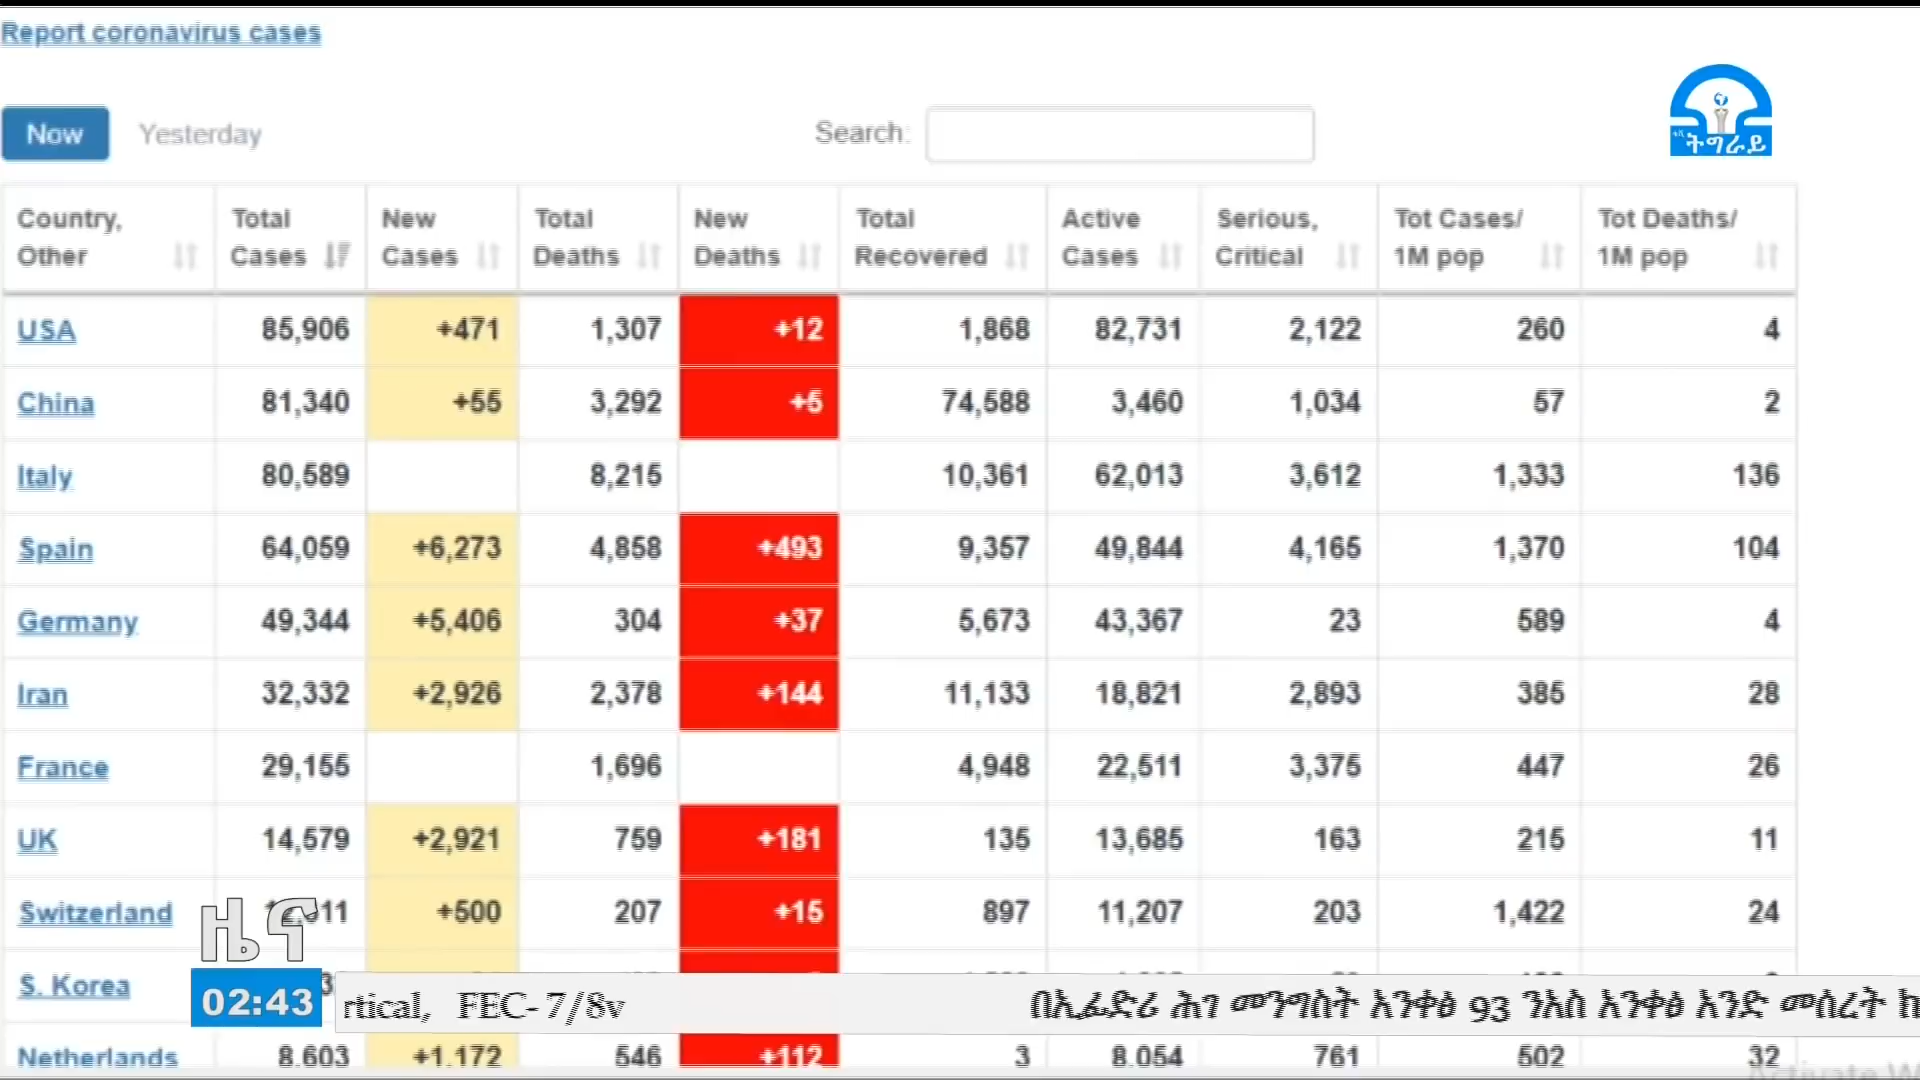 Report coronavirus cases
Now Yesterday Search:
ትግራይ
Country, Other Total Cases New Cases Total Deaths New Deaths Total Recovered Active Cases Serious, Critical Tot Cases/ 1M pop Tot Deaths/ 1M pop
USA 85,906 +471 1,307 +12 1,868 82,731 2,122 260 4
China 81,340 +55 3,292 +5 74,588 3,460 1,034 57 2
Italy 80,589 8,215 10,361 62,013 3,612 1,333 136
Spain 64,059 +6,273 4,858 +493 9,357 49,844 4,165 1,370 104
Germany 49,344 +5,406 304 +37 5,673 43,367 23 589 4
Iran 32,332 +2,926 2,378 +144 11,133 18,821 2,893 385 28
France 29,155 1,696 4,948 22,511 3,375 447 26
UK 14,579 +2,921 759 +181 135 13,685 163 215 11
Switzerland +500 207 +15 897 11,207 203 1,422 24
ዜና
S. Korea
02:43 rtical, FEC-7/8v በኢፌድሪ ሕገ መንግስት አንቀፅ 93 ንኡስ አንቀፅ አንድ መሰረት
Netherlands 8,603 +1,172 546 +112 3 8,054 761 502 32
Activate